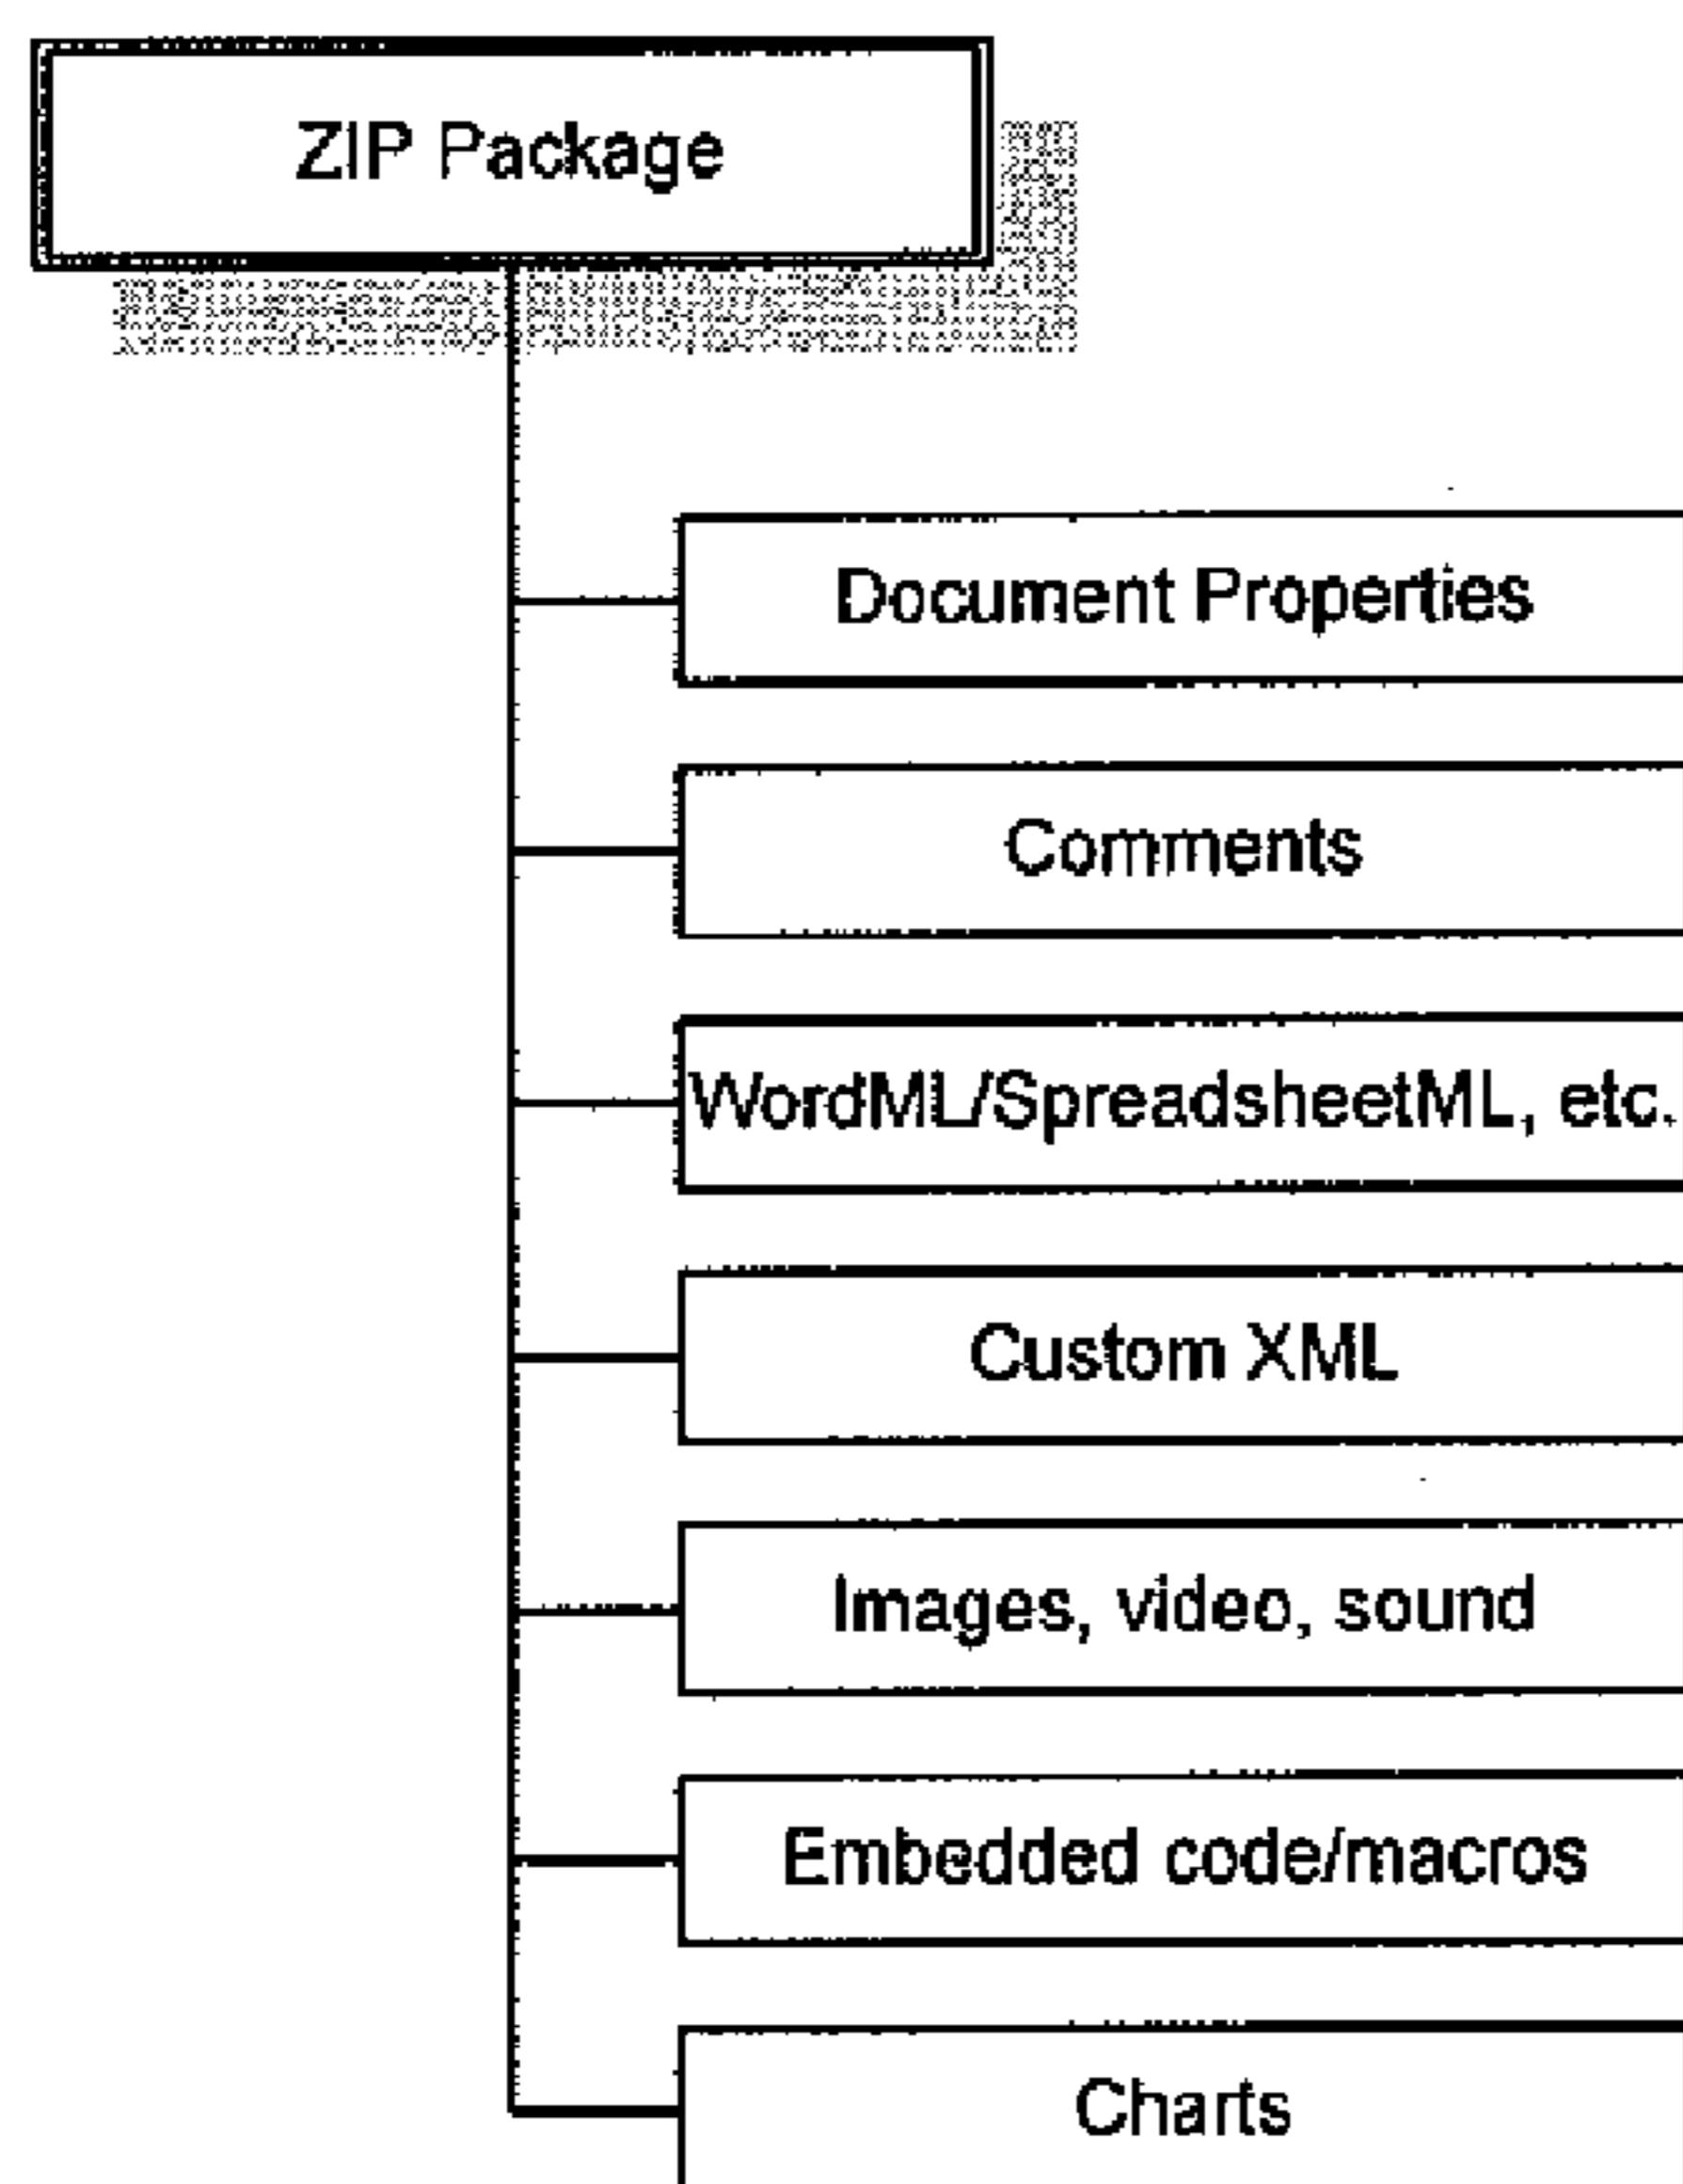 ZIP Package
Document Properties
Comments
WordML/SpreadsheetML, etc.
Custom XML
Images, video, sound
Embedded code/macros
Charts